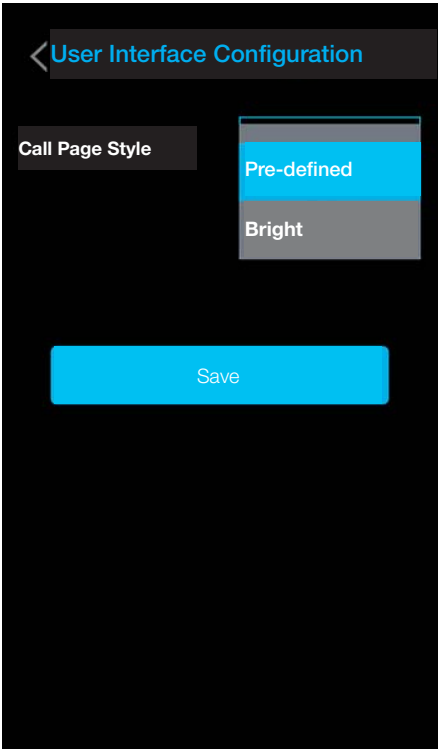 User Interface Configuration
Call Page Style
Pre-defined
Bright
Save